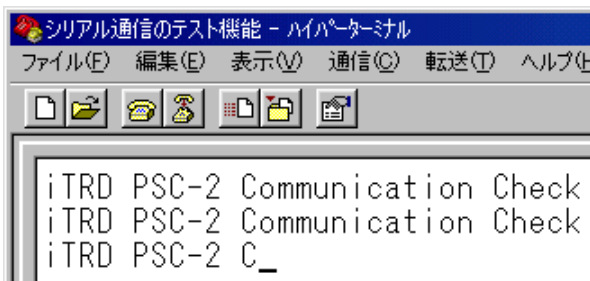 シリアル通信のテスト機能 - ハイパーターミナル
ファイル(F) 編集(E) 表示(V) 通信(C) 転送(T) ヘルプ(H
iTRD PSC-2 Communication Check
iTRD PSC-2 Communication Check
iTRD PSC-2 C_